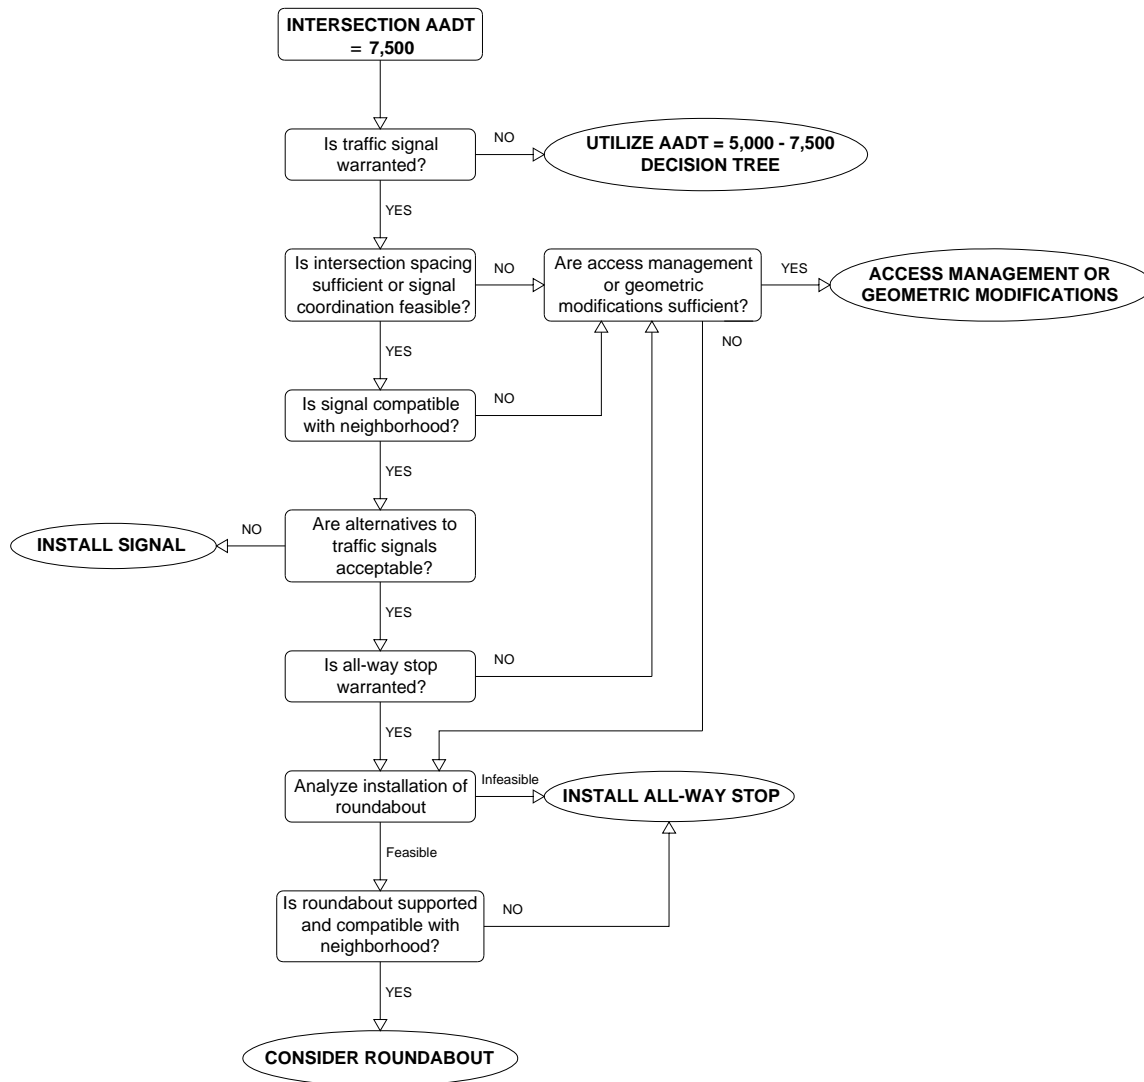 INTERSECTION AADT
= 7,500
Is traffic signal
warranted?
NO
UTILIZE AADT = 5,000 - 7,500
DECISION TREE
YES
Is intersection spacing
sufficient or signal
coordination feasible?
NO
Are access management
or geometric
modifications sufficient?
YES
ACCESS MANAGEMENT OR
GEOMETRIC MODIFICATIONS
YES
NO
Is signal compatible
with neighborhood?
NO
YES
Are alternatives to
traffic signals
acceptable?
NO
INSTALL SIGNAL
YES
Is all-way stop
warranted?
NO
YES
Analyze installation of
roundabout
Infeasible
INSTALL ALL-WAY STOP
Feasible
Is roundabout supported
and compatible with
neighborhood?
NO
YES
CONSIDER ROUNDABOUT